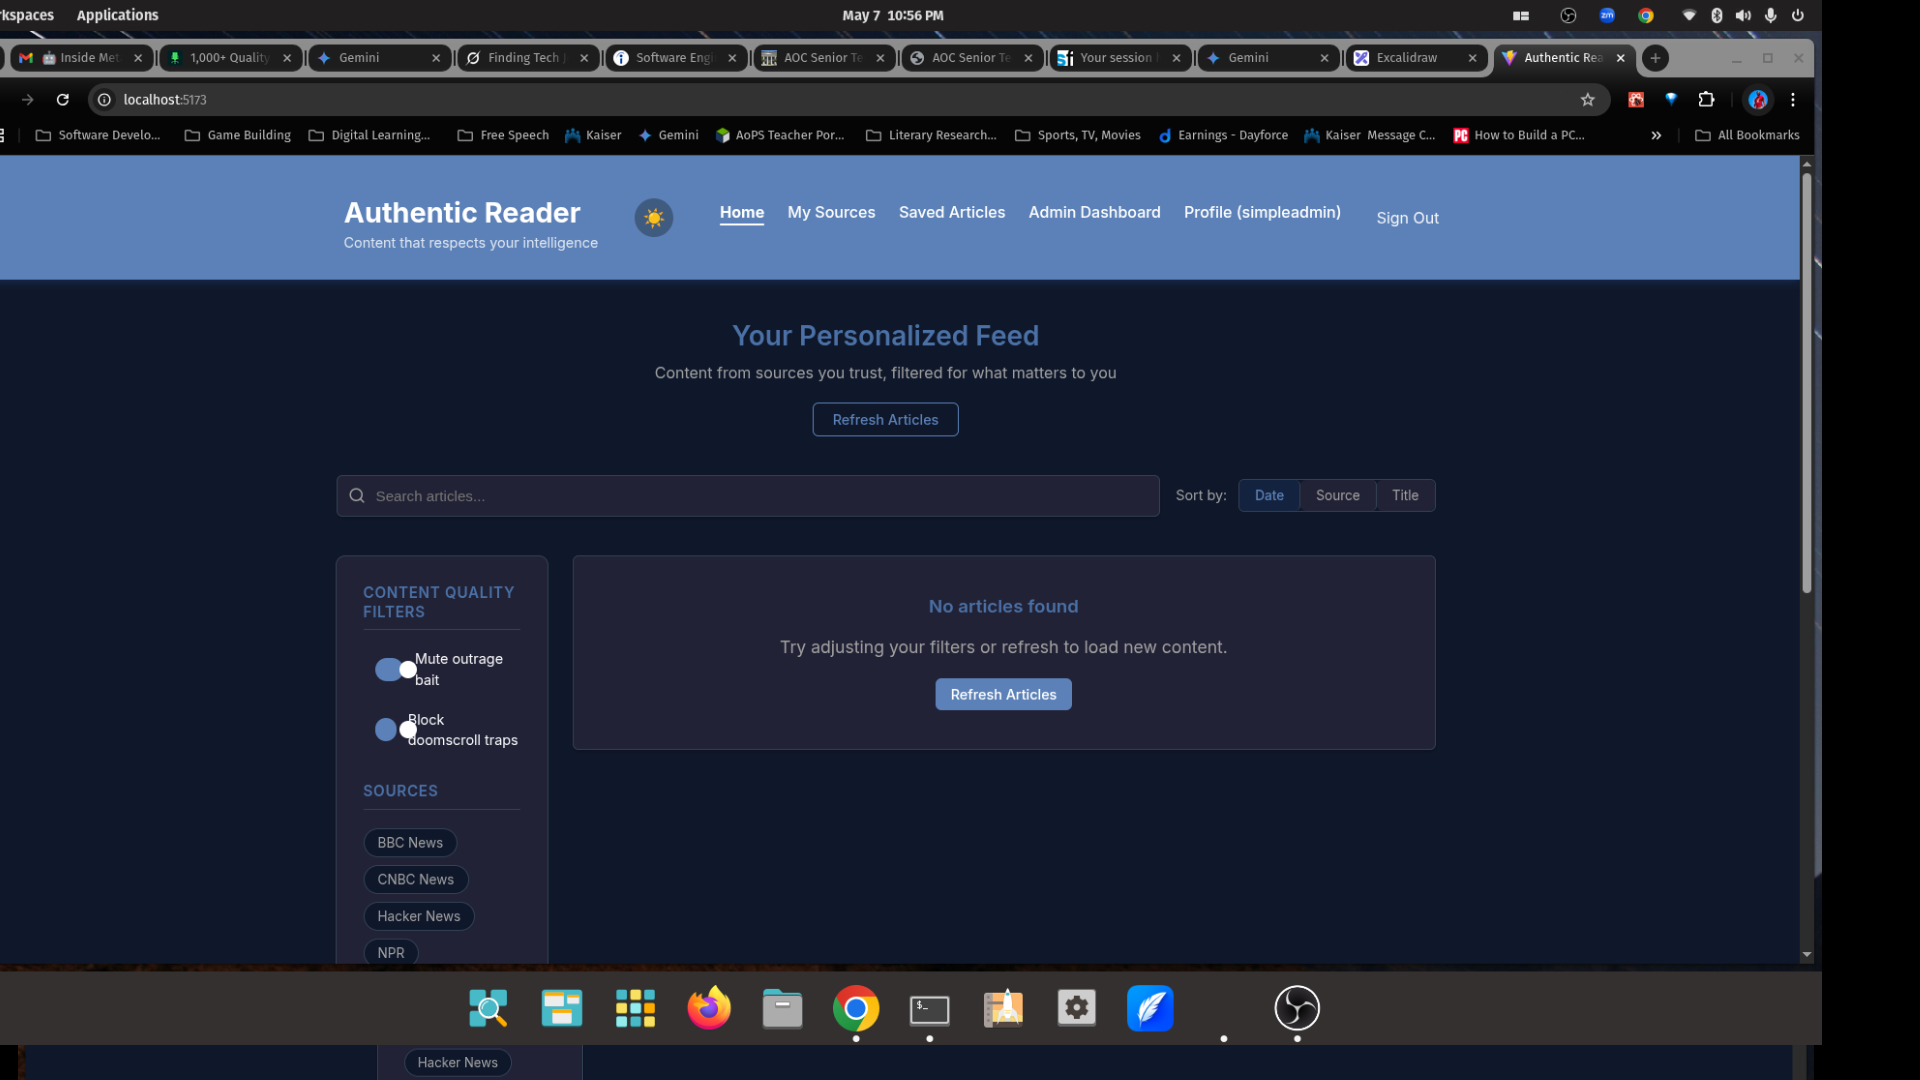 kspaces Applications May 7 10:56 PM zm
Inside Met 1,000+ Quality Gemini Finding Tech Software Engi AOC Senior Te AOC Senior Te Your session Gemini Excalidraw Authentic Rea
localhost:5173
Software Develo... Game Building Digital Learning... Free Speech Kaiser Gemini AoPS Teacher Por... Literary Research... Sports, TV, Movies Earnings - Dayforce Kaiser Message C... PC How to Build a PC... » All Bookmarks
Authentic Reader
Content that respects your intelligence
Home My Sources Saved Articles Admin Dashboard Profile (simpleadmin) Sign Out
Your Personalized Feed
Content from sources you trust, filtered for what matters to you
Refresh Articles
Search articles... Sort by: Date Source Title
CONTENT QUALITY
FILTERS
Mute outrage
bait
Block
doomscroll traps
SOURCES
BBC News
CNBC News
Hacker News
NPR
No articles found
Try adjusting your filters or refresh to load new content.
Refresh Articles
$_
Hacker News